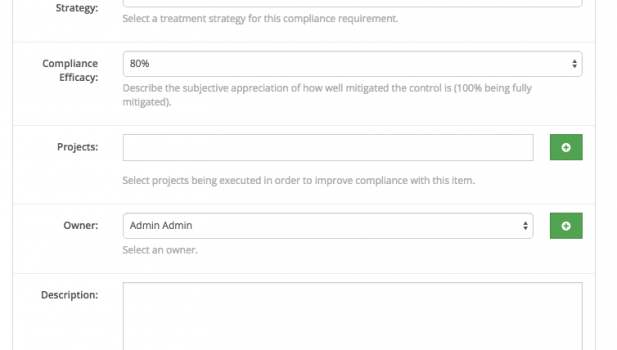 Strategy:
Select a treatment strategy for this compliance requirement.
Compliance
Efficacy:
80%
Describe the subjective appreciation of how well mitigated the control is (100% being fully
mitigated).
Projects:
Select projects being executed in order to improve compliance with this item.
Owner:
Admin Admin
Select an owner.
Description: